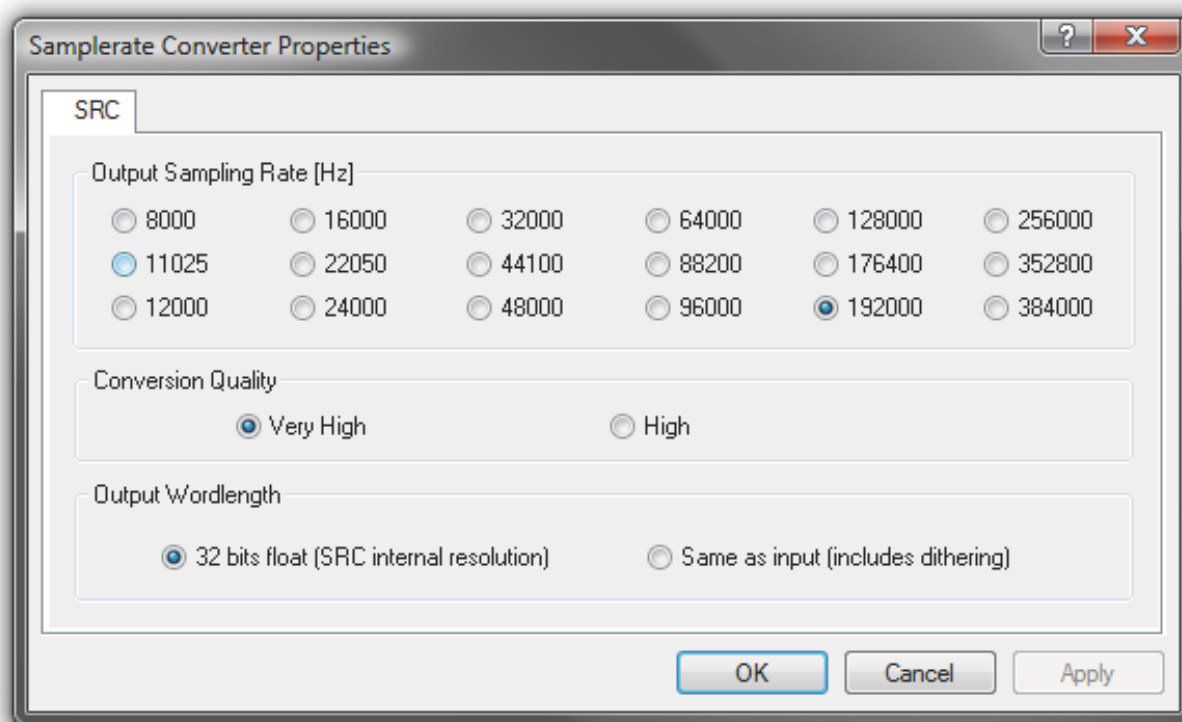 Samplerate Converter Properties
?
X
SRC
Output Sampling Rate [Hz]
8000 16000 32000 64000 128000 256000
11025 22050 44100 88200 176400 352800
12000 24000 48000 96000 192000 384000
Conversion Quality
Very High High
Output Wordlength
32 bits float (SRC internal resolution) Same as input (includes dithering)
OK Cancel Apply